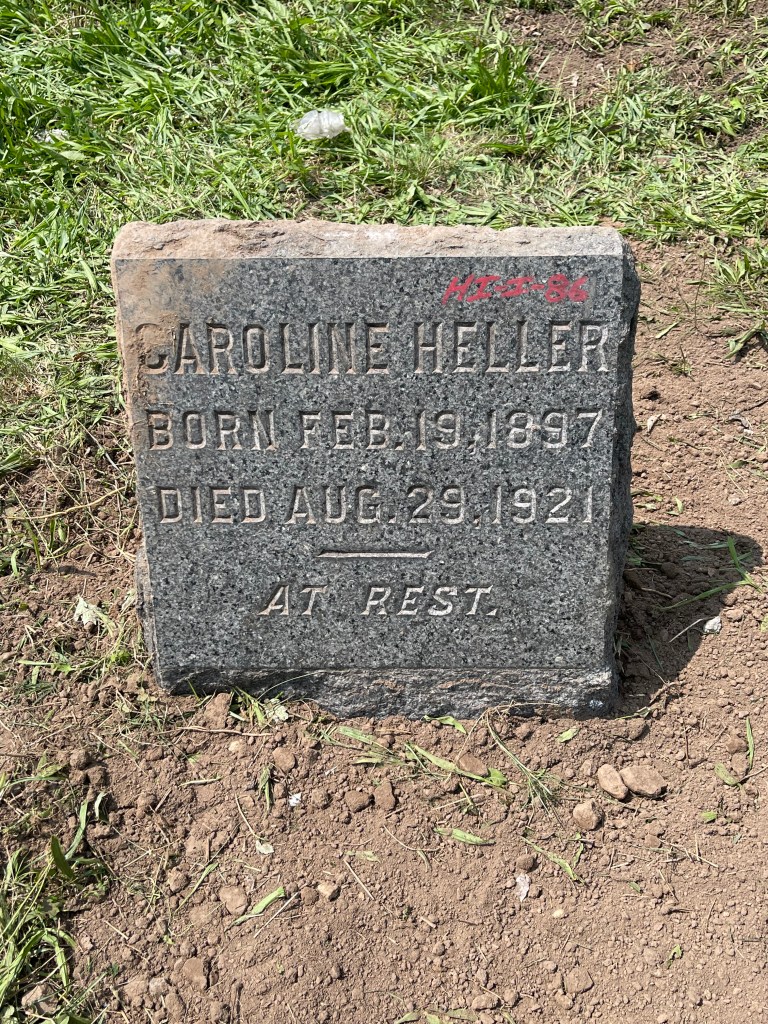 HI-I-86
CAROLINE HELLER
BORN FEB. 19, 1897
DIED AUG. 29, 1921
AT REST.